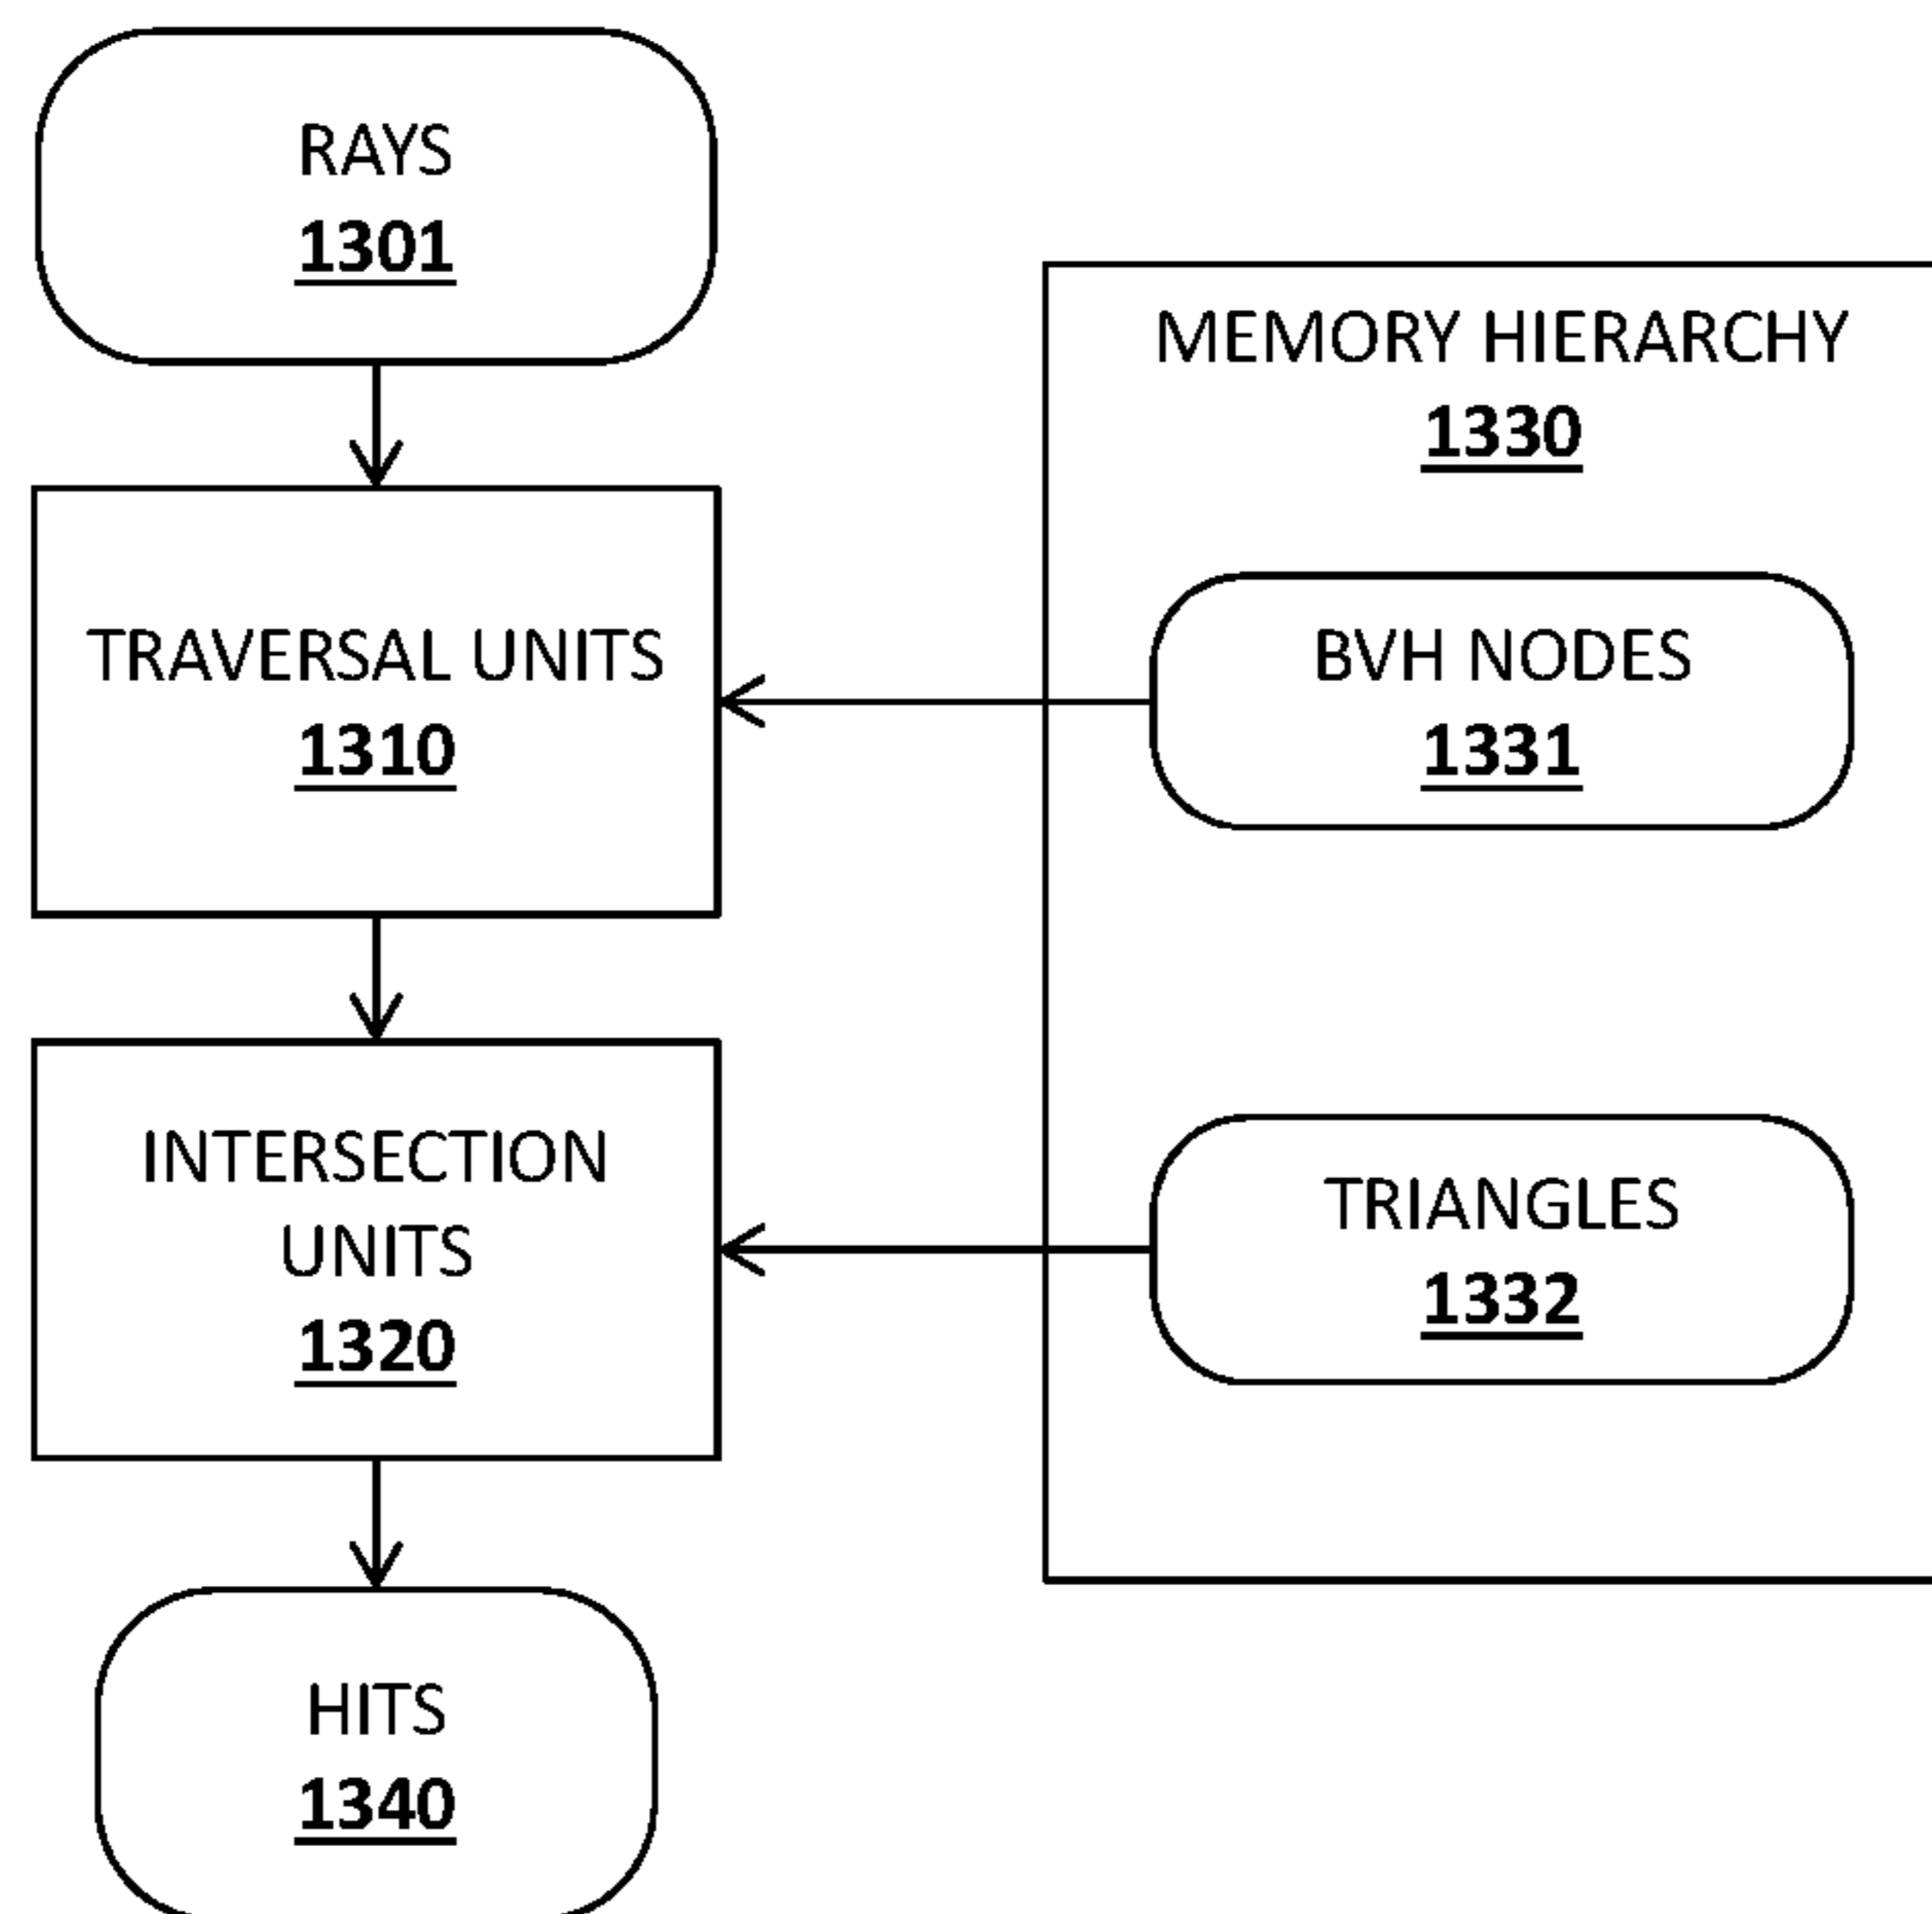 RAYS
1301
MEMORY HIERARCHY
1330
TRAVERSAL UNITS
1310
BVH NODES
1331
INTERSECTION
UNITS
1320
TRIANGLES
1332
HITS
1340